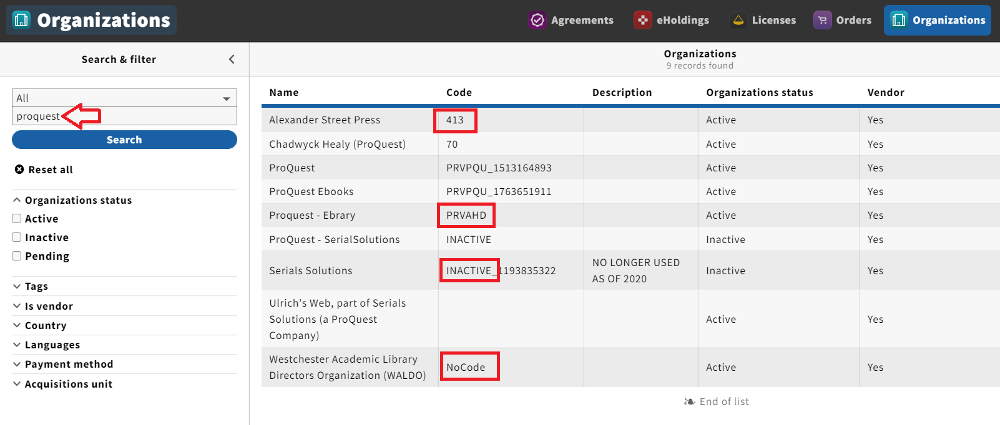 Organizations
Agreements
eHoldings
Licenses
Orders
Organizations
Search & filter
Organizations
9 records found
All
proquest
Search
Reset all
Organizations status
Active
Inactive
Pending
Tags
Is vendor
Country
Languages
Payment method
Acquisitions unit
Name Code Description Organizations status Vendor
Alexander Street Press 413 Active Yes
Chadwyck Healy (ProQuest) 70 Active Yes
ProQuest PRVPQU_1513164893 Active Yes
ProQuest Ebooks PRVPQU_1763651911 Active Yes
Proquest - Ebrary PRVAHD Active Yes
ProQuest - SerialSolutions INACTIVE Inactive Yes
Serials Solutions INACTIVE_1193835322 NO LONGER USED
AS OF 2020 Inactive Yes
Ulrich's Web, part of Serials
Solutions (a ProQuest
Company) Active Yes
Westchester Academic Library
Directors Organization (WALDO) NoCode Active Yes
End of list